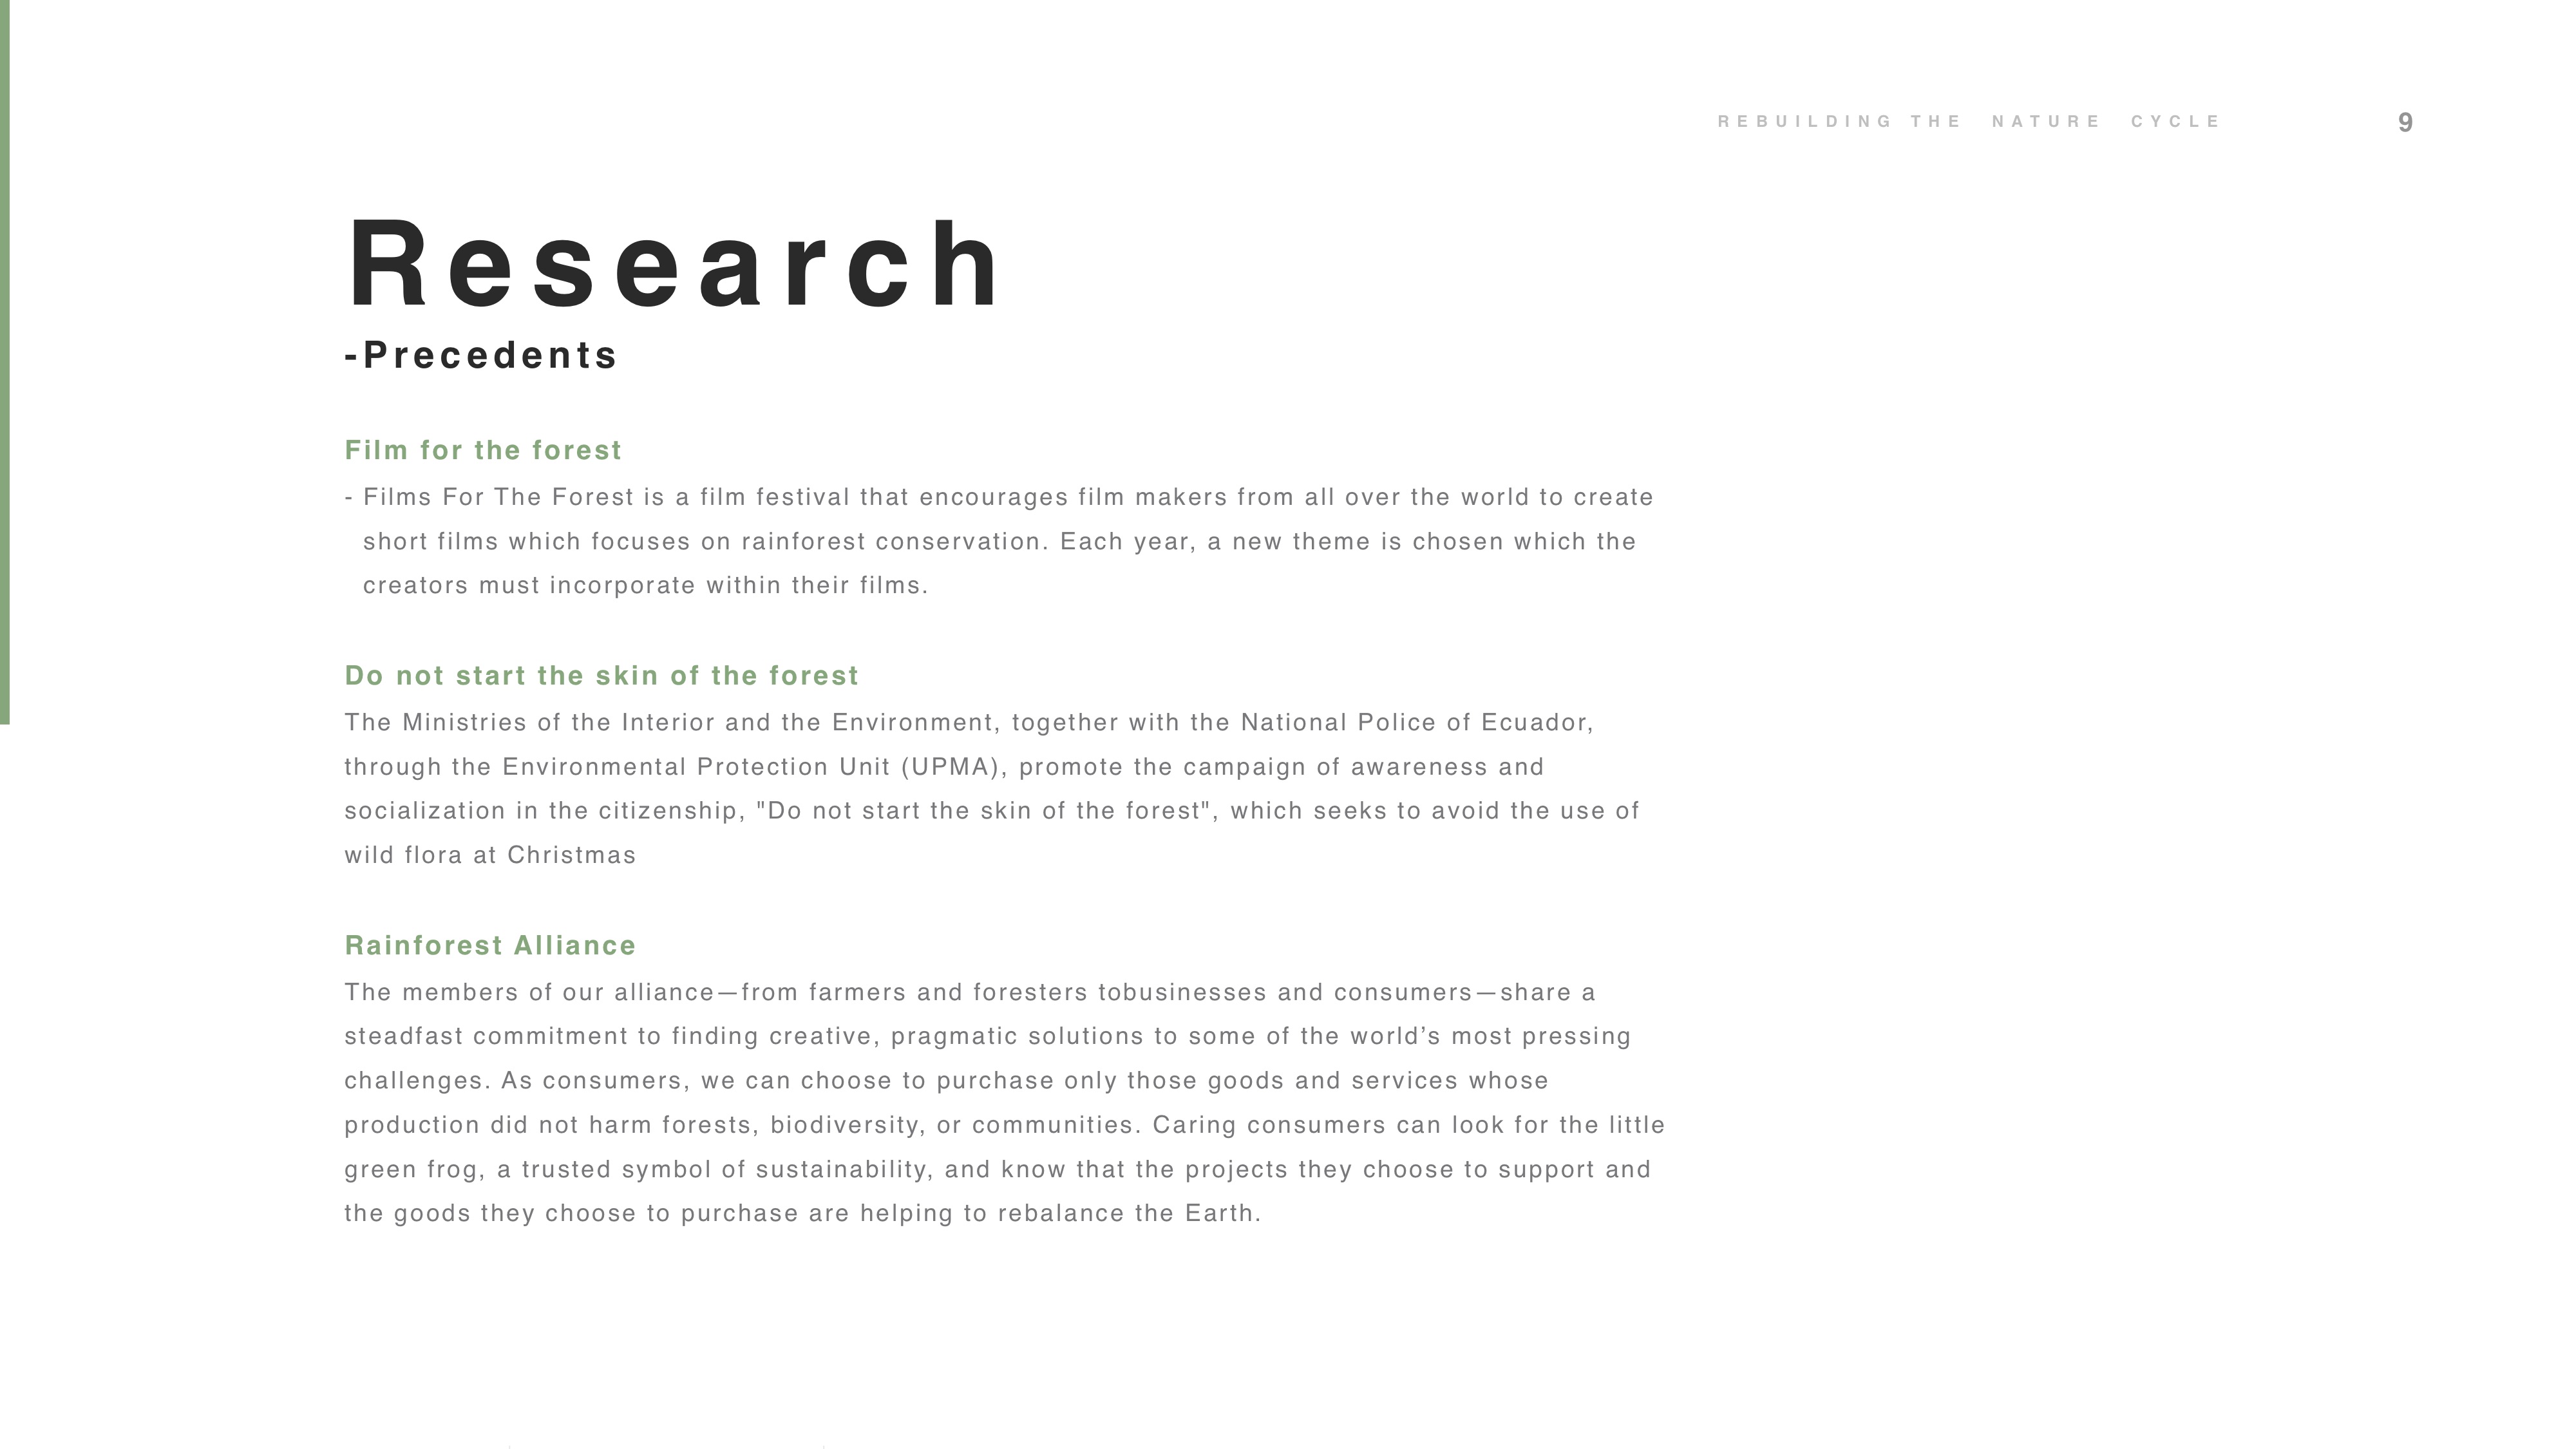 REBUILDING THE NATURE CYCLE
9
Research
-Precedents
Film for the forest
- Films For The Forest is a film festival that encourages film makers from all over the world to create
short films which focuses on rainforest conservation. Each year, a new theme is chosen which the
creators must incorporate within their films.
Do not start the skin of the forest
The Ministries of the Interior and the Environment, together with the National Police of Ecuador,
through the Environmental Protection Unit (UPMA), promote the campaign of awareness and
socialization in the citizenship, "Do not start the skin of the forest", which seeks to avoid the use of
wild flora at Christmas
Rainforest Alliance
The members of our alliance—from farmers and foresters tobusinesses and consumers—share a
steadfast commitment to finding creative, pragmatic solutions to some of the world’s most pressing
challenges. As consumers, we can choose to purchase only those goods and services whose
production did not harm forests, biodiversity, or communities. Caring consumers can look for the little
green frog, a trusted symbol of sustainability, and know that the projects they choose to support and
the goods they choose to purchase are helping to rebalance the Earth.